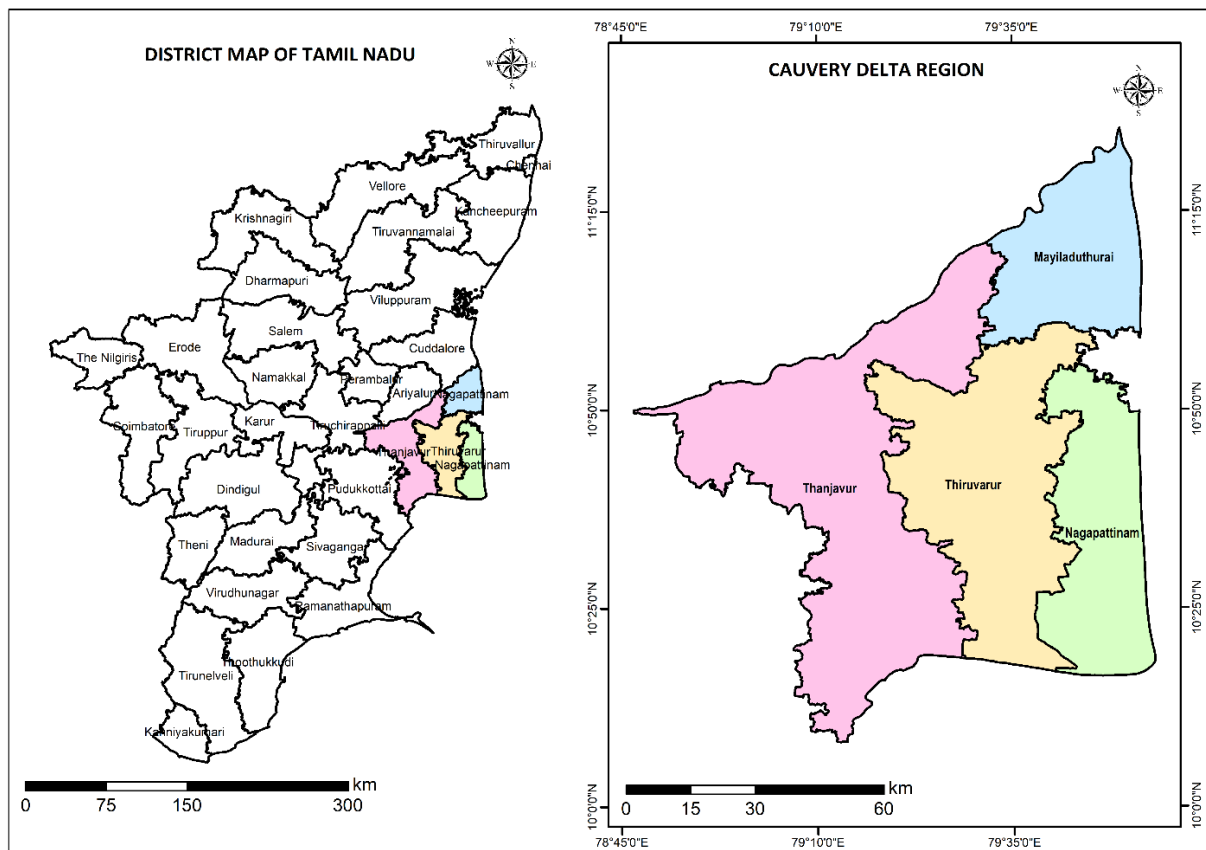 DISTRICT MAP OF TAMIL NADU
N
W E
S
Thiruvallur
Chennai
Vellore
Kancheepuram
Krishnagiri
Tiruvannamalai
Dharmapuri
Viluppuram
Salem
Erode
Cuddalore
The Nilgiris
Namakkal
Perambalur
Ariyalur
Nagapattinam
Coimbatore
Tiruppur
Karur
Tiruchirappalli
Thanjavur
Thiruvarur
Nagapattinam
Pudukkottai
Dindigul
Theni
Madurai
Sivaganga
Virudhunagar
Ramanathapuram
Thoothukkudi
Tirunelveli
Kanniyakumari
km
0 75 150 300
78°45'0"E 79°10'0"E 79°35'0"E
CAUVERY DELTA REGION
N
W E
S
11°15'0"N 11°15'0"N
Mayiladuthurai
10°50'0"N 10°50'0"N
Thanjavur
Thiruvarur
Nagapattinam
10°25'0"N 10°25'0"N
km
0 15 30 60
10°0'0"N 10°0'0"N
78°45'0"E 79°10'0"E 79°35'0"E